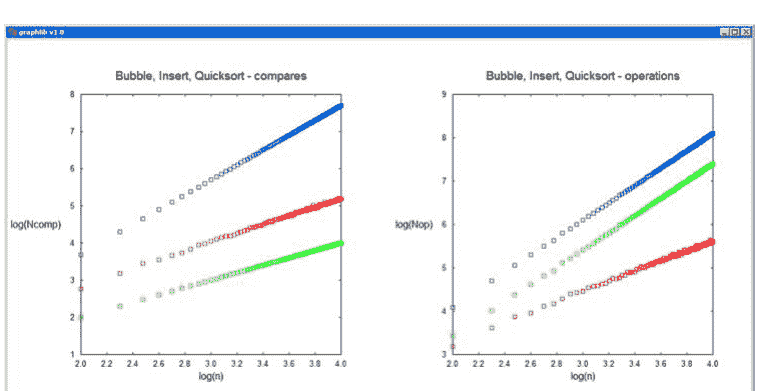 graphlib v1.0
Bubble, Insert, Quicksort - compares
8
7
6
5
4
3
2
1
log(Ncomp)
2.0 2.2 2.4 2.6 2.8 3.0 3.2 3.4 3.6 3.8 4.0
log(n)
Bubble, Insert, Quicksort - operations
9
8
7
6
5
4
3
log(Nop)
2.0 2.2 2.4 2.6 2.8 3.0 3.2 3.4 3.6 3.8 4.0
log(n)